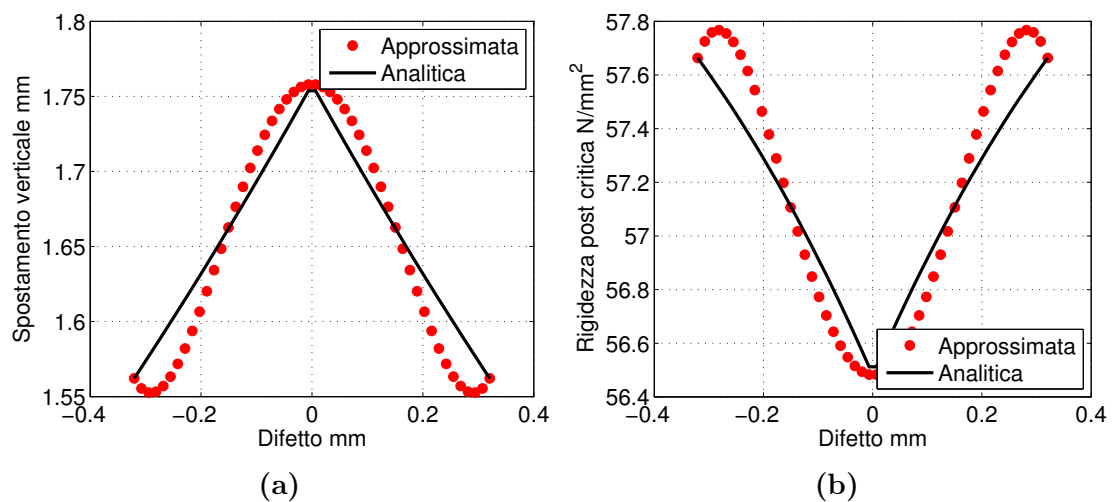 1.8
1.75
1.7
1.65
1.6
1.55
−0.4
−0.2
0
0.2
0.4
Spostamento verticale mm
Difetto mm
Approssimata
Analitica
(a)
57.8
57.6
57.4
57.2
57
56.8
56.6
56.4
−0.4
−0.2
0
0.2
0.4
Rigidezza post critica N/mm²
Difetto mm
Approssimata
Analitica
(b)